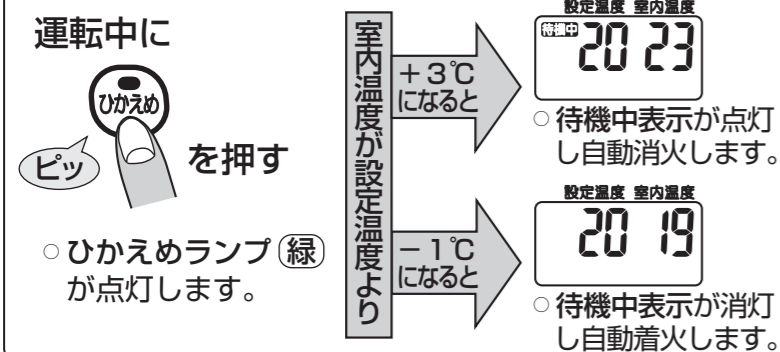 運転中に
ひかえめ
ピッ
を押す
○ひかえめランプ(緑)
が点灯します。
室内温度が設定温度より
+3℃
になると
設定温度 室内温度
待機中 20 23
○待機中表示が点灯
し自動消火します。
-1℃
になると
設定温度 室内温度
20 19
○待機中表示が消灯
し自動着火します。